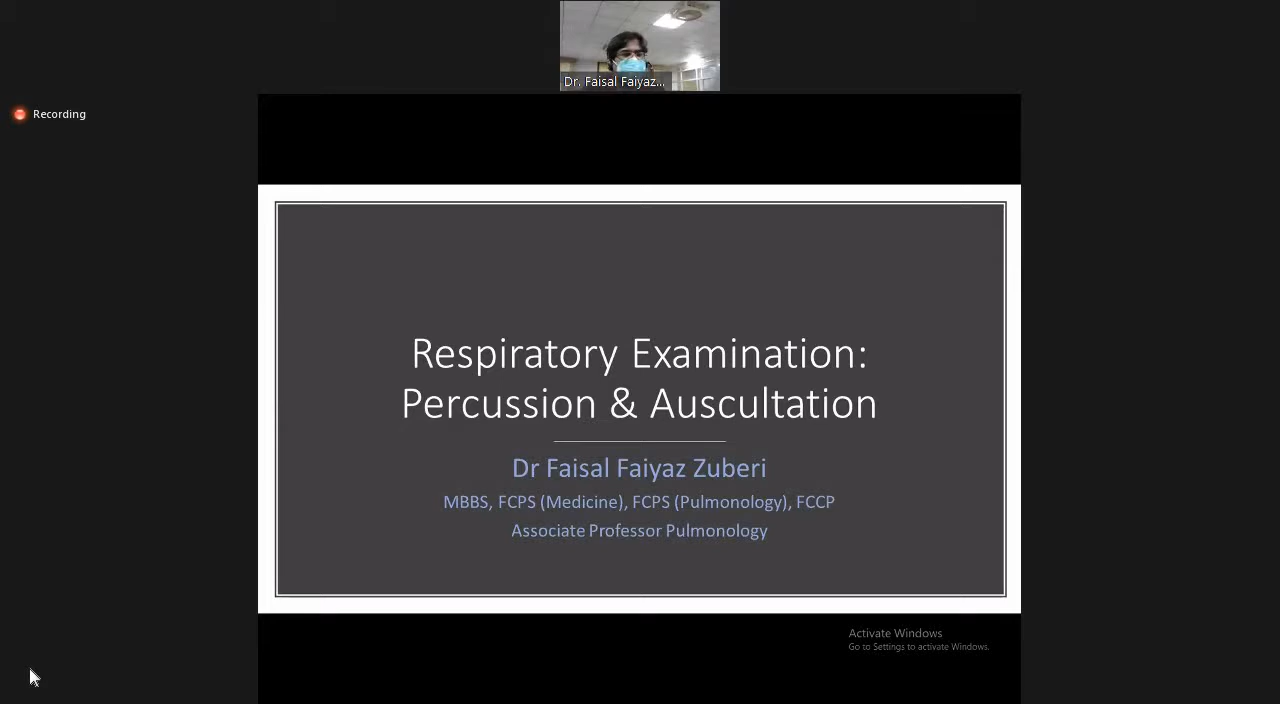 Dr. Faisal Faiyaz...
Recording
Respiratory Examination:
Percussion & Auscultation
Dr Faisal Faiyaz Zuberi
MBBS, FCPS (Medicine), FCPS (Pulmonology), FCCP
Associate Professor Pulmonology
Activate Windows
Go to Settings to activate Windows.